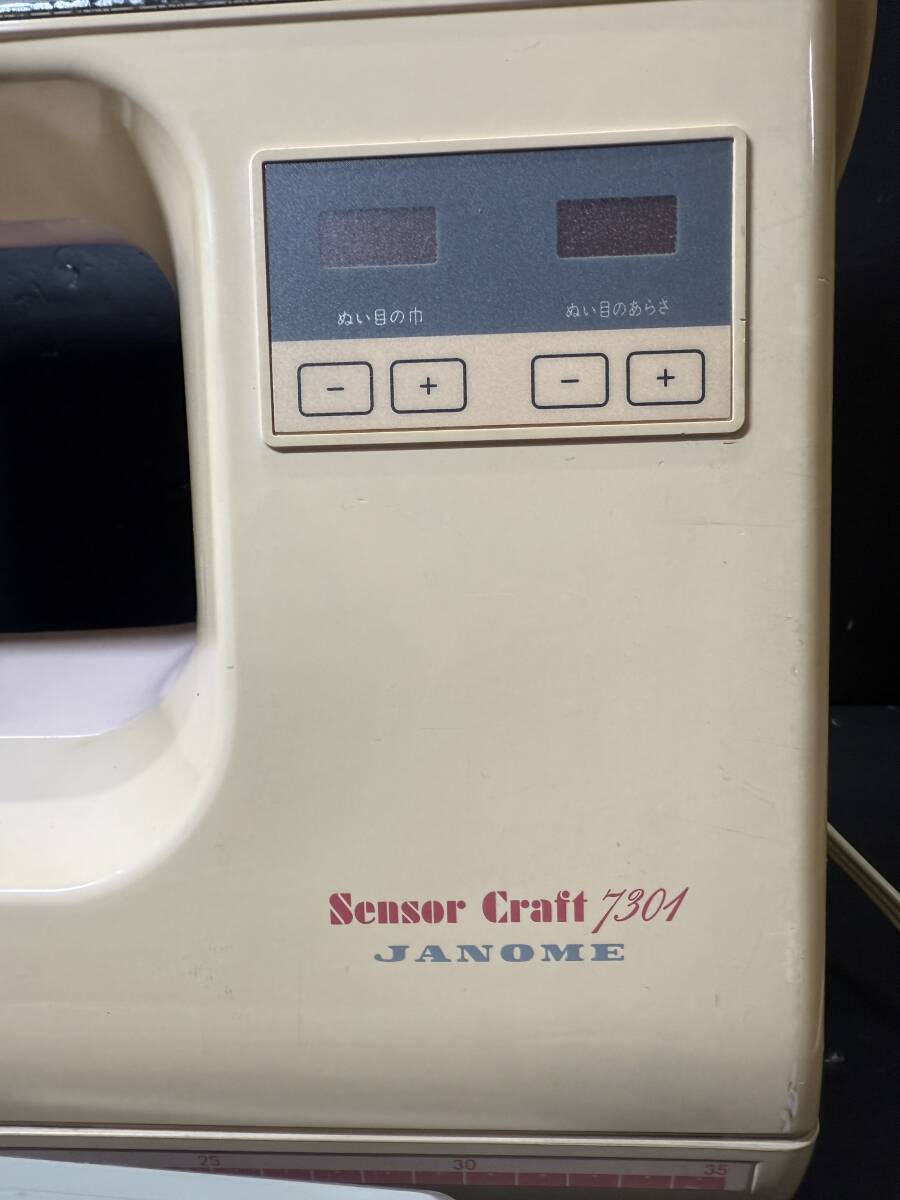 ぬい目の巾 ぬい目のあらさ
- + - +
Sensor Craft 7301
JANOME
25 30 35